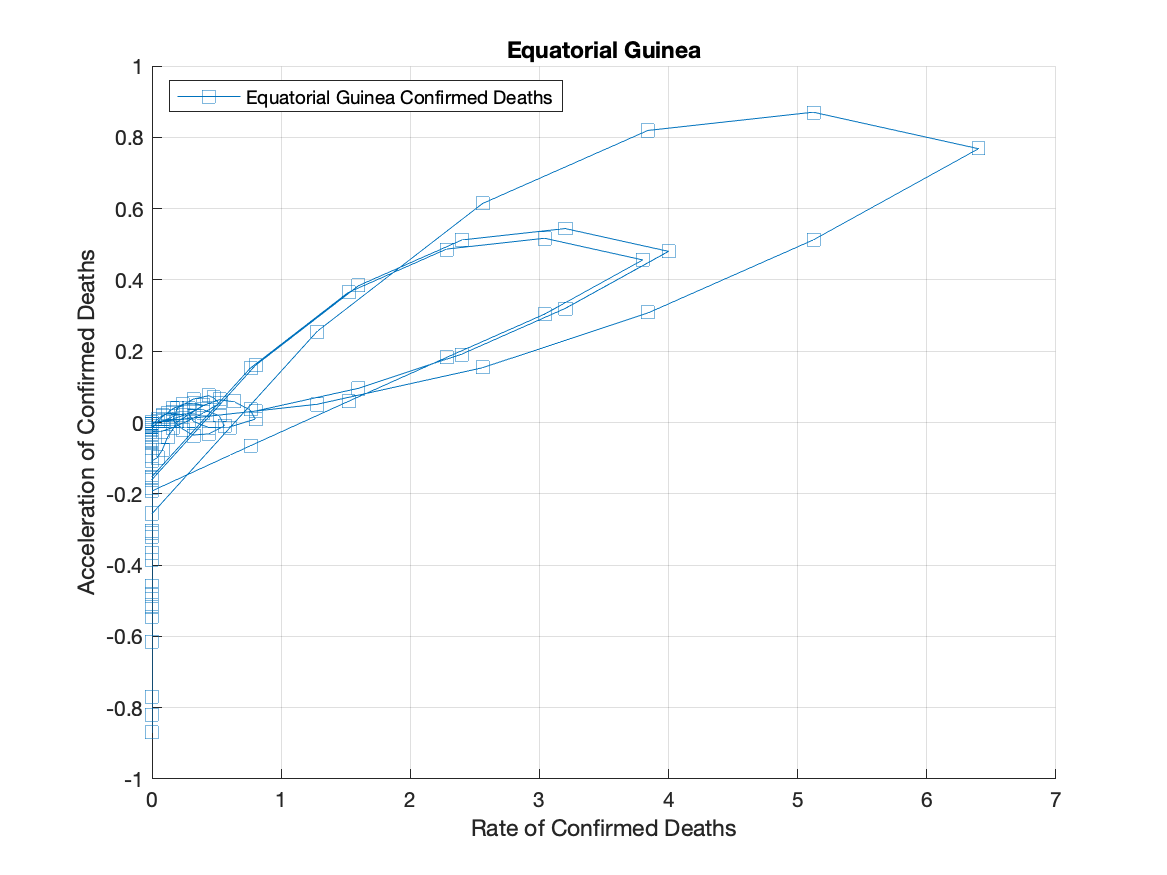 Equatorial Guinea
Equatorial Guinea Confirmed Deaths
Acceleration of Confirmed Deaths
1
0.8
0.6
0.4
0.2
0
-0.2
-0.4
-0.6
-0.8
-1
0 1 2 3 4 5 6 7
Rate of Confirmed Deaths